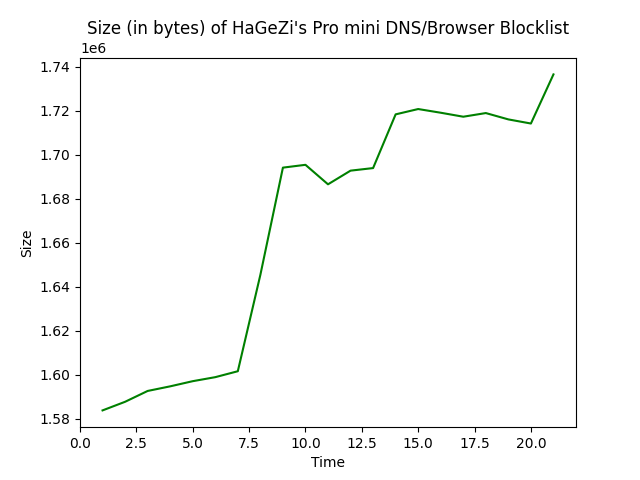 Size (in bytes) of HaGeZi's Pro mini DNS/Browser Blocklist
1e6
1.74
1.72
1.70
1.68
1.66
1.64
1.62
1.60
1.58
Size
0.0 2.5 5.0 7.5 10.0 12.5 15.0 17.5 20.0
Time